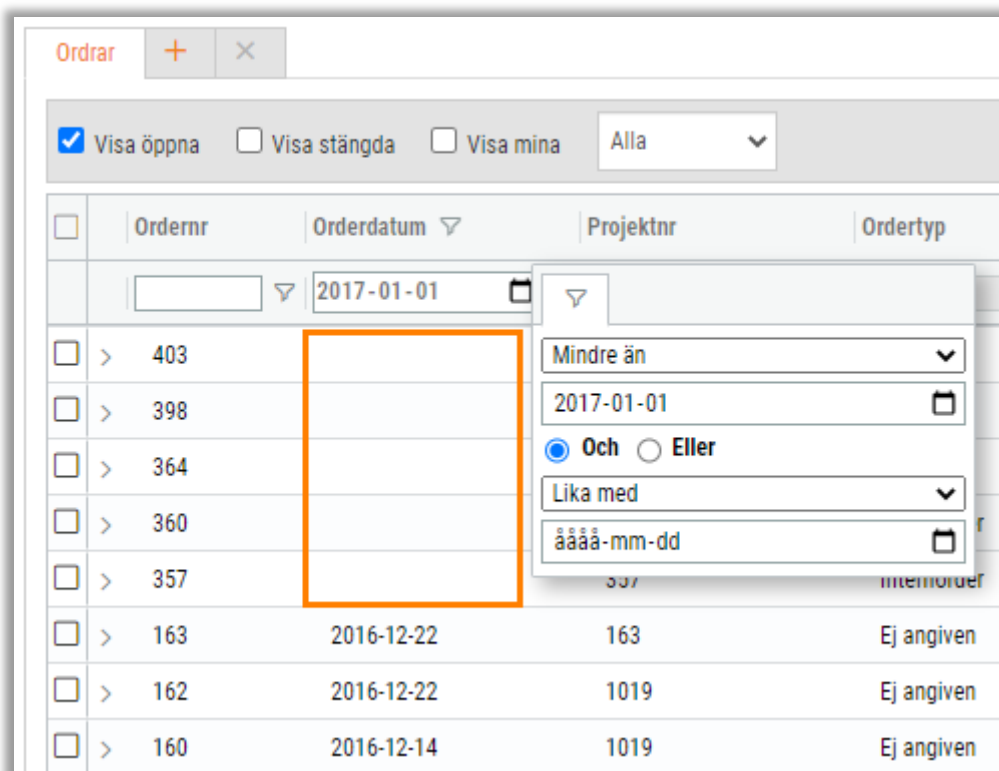 Ordrar
Visa öppna Visa stängda Visa mina Alla
Ordernr Orderdatum Projektnr Ordertyp
2017-01-01
403
Mindre än
398
2017-01-01
Och Eller
364
Lika med
360
åååå-mm-dd
357 357 Internorder
163 2016-12-22 163 Ej angiven
162 2016-12-22 1019 Ej angiven
160 2016-12-14 1019 Ej angiven